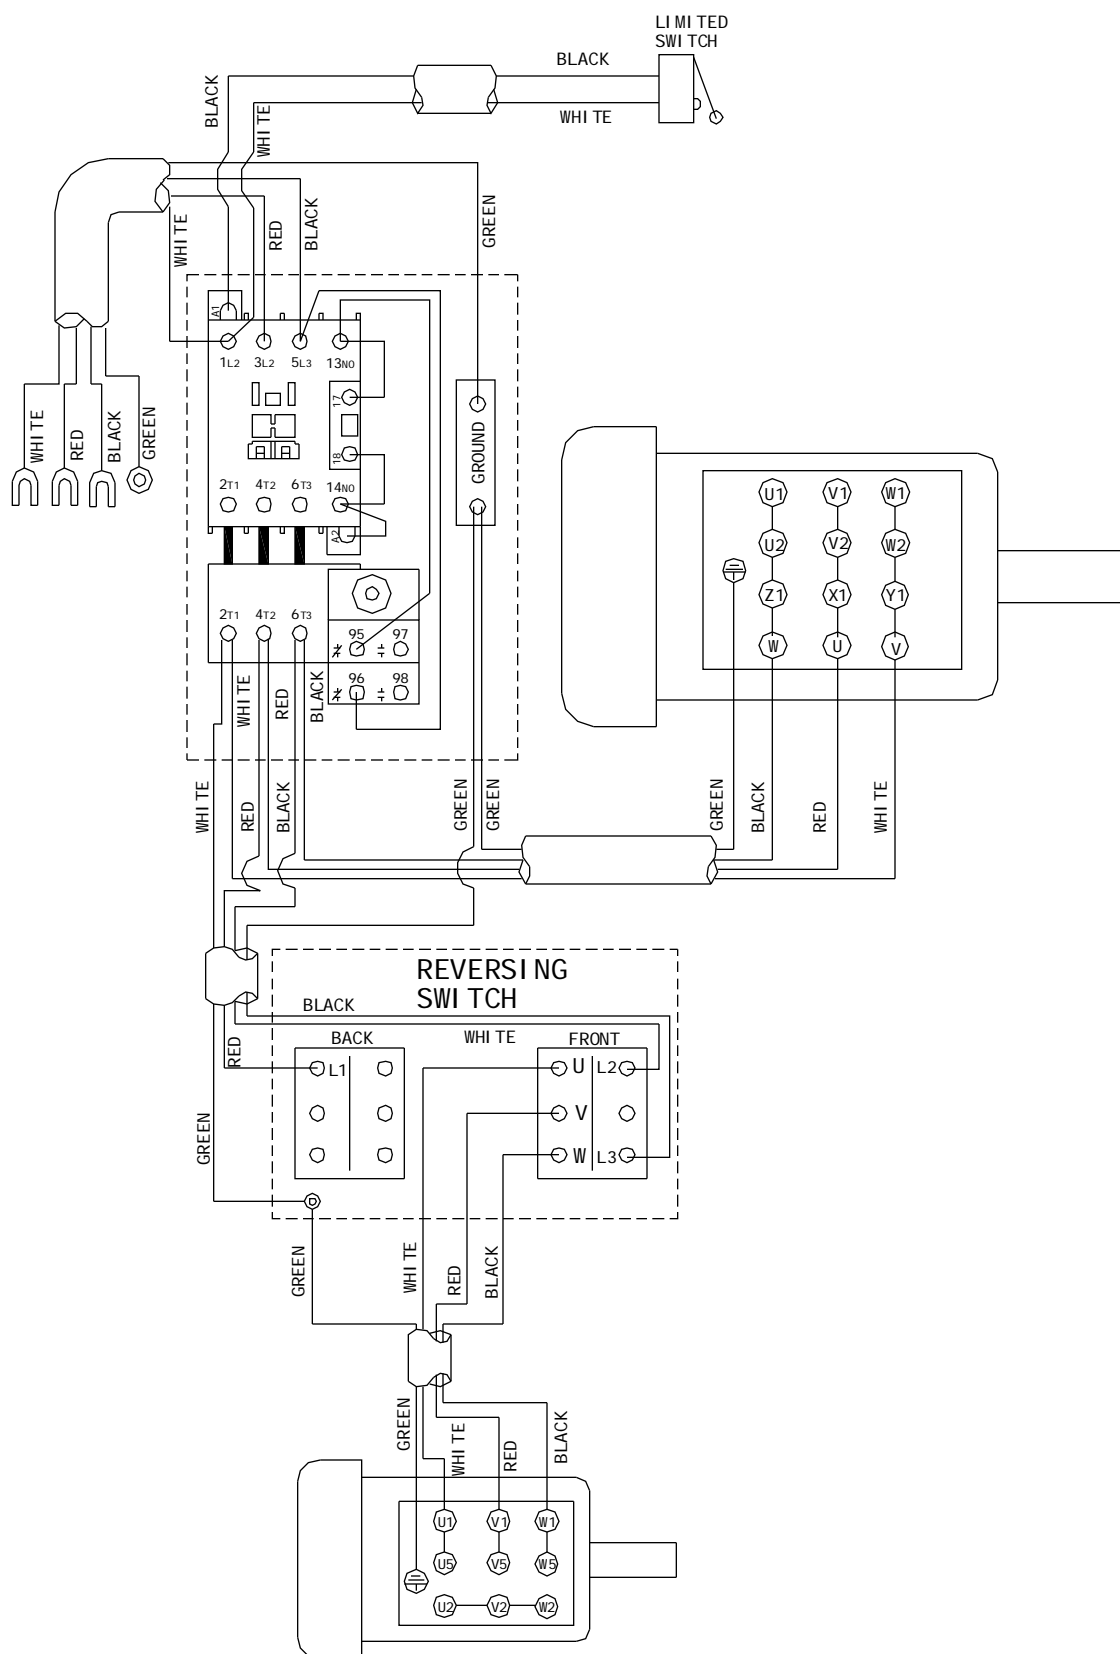 LIMITED
SWITCH
BLACK
WHITE
BLACK
WHITE
WHITE
RED
BLACK
GREEN
A1
1L2 3L2 5L3 13NO
17
18
2T1 4T2 6T3 14NO
A2
GROUND
WHITE
RED
BLACK
GREEN
2T1 4T2 6T3
95 97
96 98
WHITE
RED
BLACK
U1 V1 W1
U2 V2 W2
Z1 X1 Y1
W U V
WHITE
RED
BLACK
GREEN
GREEN
GREEN
BLACK
RED
WHITE
REVERSING
SWITCH
BLACK
WHITE
RED
BACK
FRONT
L1
U L2
V
W L3
GREEN
GREEN
WHITE
RED
BLACK
GREEN
WHITE
RED
BLACK
U1 V1 W1
U5 V5 W5
U2 V2 W2